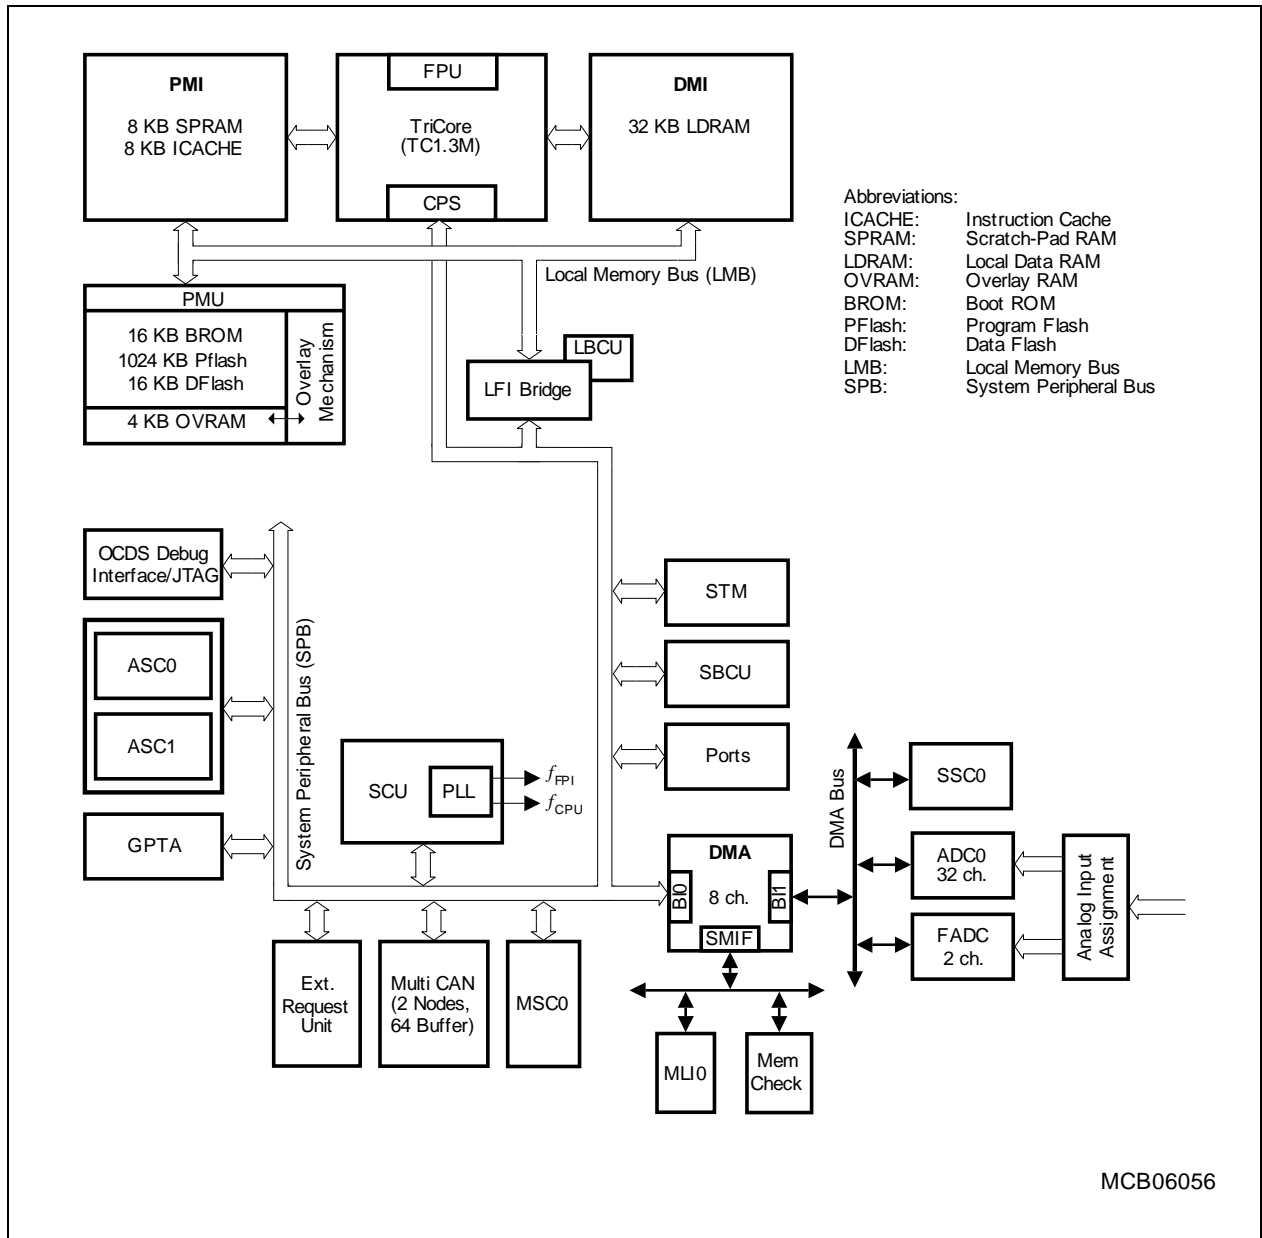 PMI
8 KB SPRAM
8 KB ICACHE
FPU
TriCore
(TC1.3M)
CPS
DMI
32 KB LDRAM
Abbreviations:
ICACHE: Instruction Cache
SPRAM: Scratch-Pad RAM
LDRAM: Local Data RAM
OVRAM: Overlay RAM
BROM: Boot ROM
PFlash: Program Flash
DFlash: Data Flash
LMB: Local Memory Bus
SPB: System Peripheral Bus
Local Memory Bus (LMB)
PMU
16 KB BROM
1024 KB Pflash
16 KB DFlash
4 KB OVRAM
Overlay
Mechanism
LBCU
LFI Bridge
OCDS Debug
Interface/JTAG
ASC0
ASC1
GPTA
System Peripheral Bus (SPB)
SCU
PLL
fFPI
fCPU
STM
SBCU
Ports
DMA
8 ch.
BI0
BI1
SMIF
DMA Bus
SSC0
ADC0
32 ch.
FADC
2 ch.
Analog Input
Assignment
Ext.
Request
Unit
Multi CAN
(2 Nodes,
64 Buffer)
MSC0
MLI0
Mem
Check
MCB06056